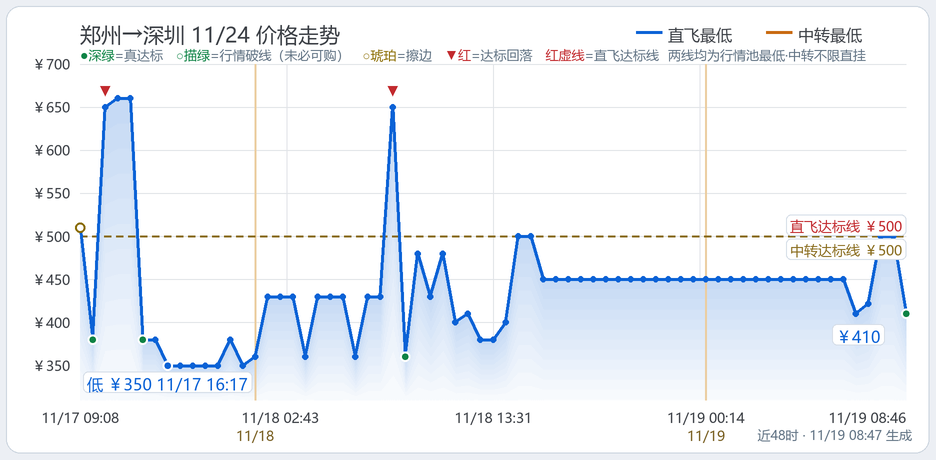 郑州→深圳 11/24 价格走势
直飞最低 中转最低
●深绿=真达标 ○描绿=行情破线（未必可购） ○琥珀=擦边 ▼红=达标回落 红虚线=直飞达标线 两线均为行情池最低·中转不限直挂
¥700
¥650
¥600
¥550
¥500
¥450
¥400
¥350
直飞达标线 ¥500
中转达标线 ¥500
¥410
低 ¥350 11/17 16:17
11/17 09:08 11/18 02:43 11/18 13:31 11/19 00:14 11/19 08:46
11/18 11/19 近48时 · 11/19 08:47 生成